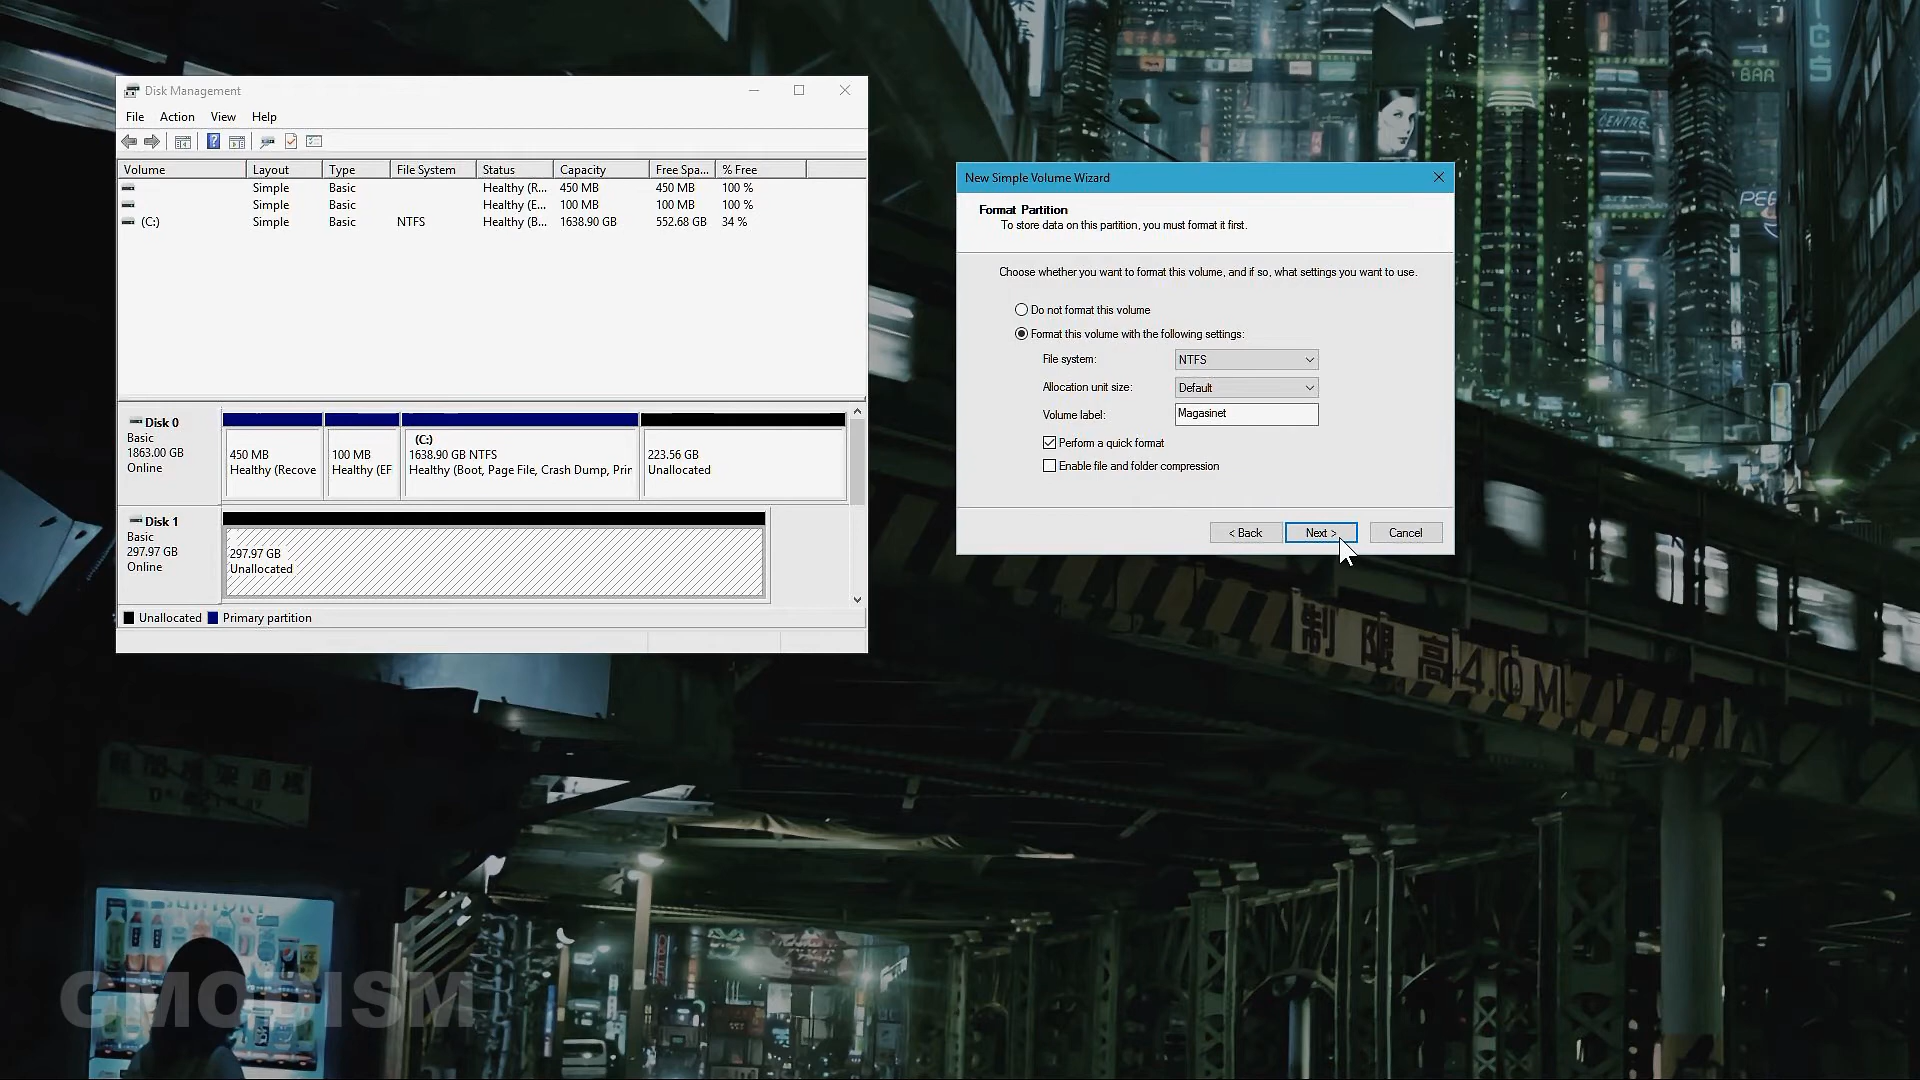 Disk Management
File Action View Help
Volume Layout Type File System Status Capacity Free Spa... % Free
Simple Basic Healthy (R... 450 MB 450 MB 100 %
Simple Basic Healthy (E... 100 MB 100 MB 100 %
(C:) Simple Basic NTFS Healthy (B... 1638.90 GB 552.68 GB 34 %
Disk 0
Basic
1863.00 GB
Online
450 MB
Healthy (Recove
100 MB
Healthy (EF
(C:)
1638.90 GB NTFS
Healthy (Boot, Page File, Crash Dump, Prir
223.56 GB
Unallocated
Disk 1
Basic
297.97 GB
Online
297.97 GB
Unallocated
Unallocated Primary partition
New Simple Volume Wizard
Format Partition
To store data on this partition, you must format it first.
Choose whether you want to format this volume, and if so, what settings you want to use.
Do not format this volume
Format this volume with the following settings:
File system: NTFS
Allocation unit size: Default
Volume label: Magasinet
Perform a quick format
Enable file and folder compression
< Back Next > Cancel
BAR
CENTRE
PEE
制限高4.0M
GMODISM